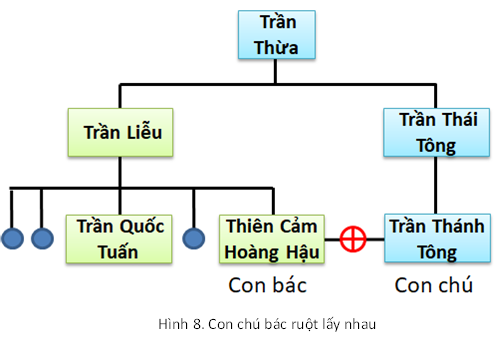 Trần
Thừa
Trần Liễu
Trần Thái
Tông
Trần Quốc
Tuấn
Thiên Cảm
Hoàng Hậu
Trần Thánh
Tông
Con bác
Con chú
Hình 8. Con chú bác ruột lấy nhau